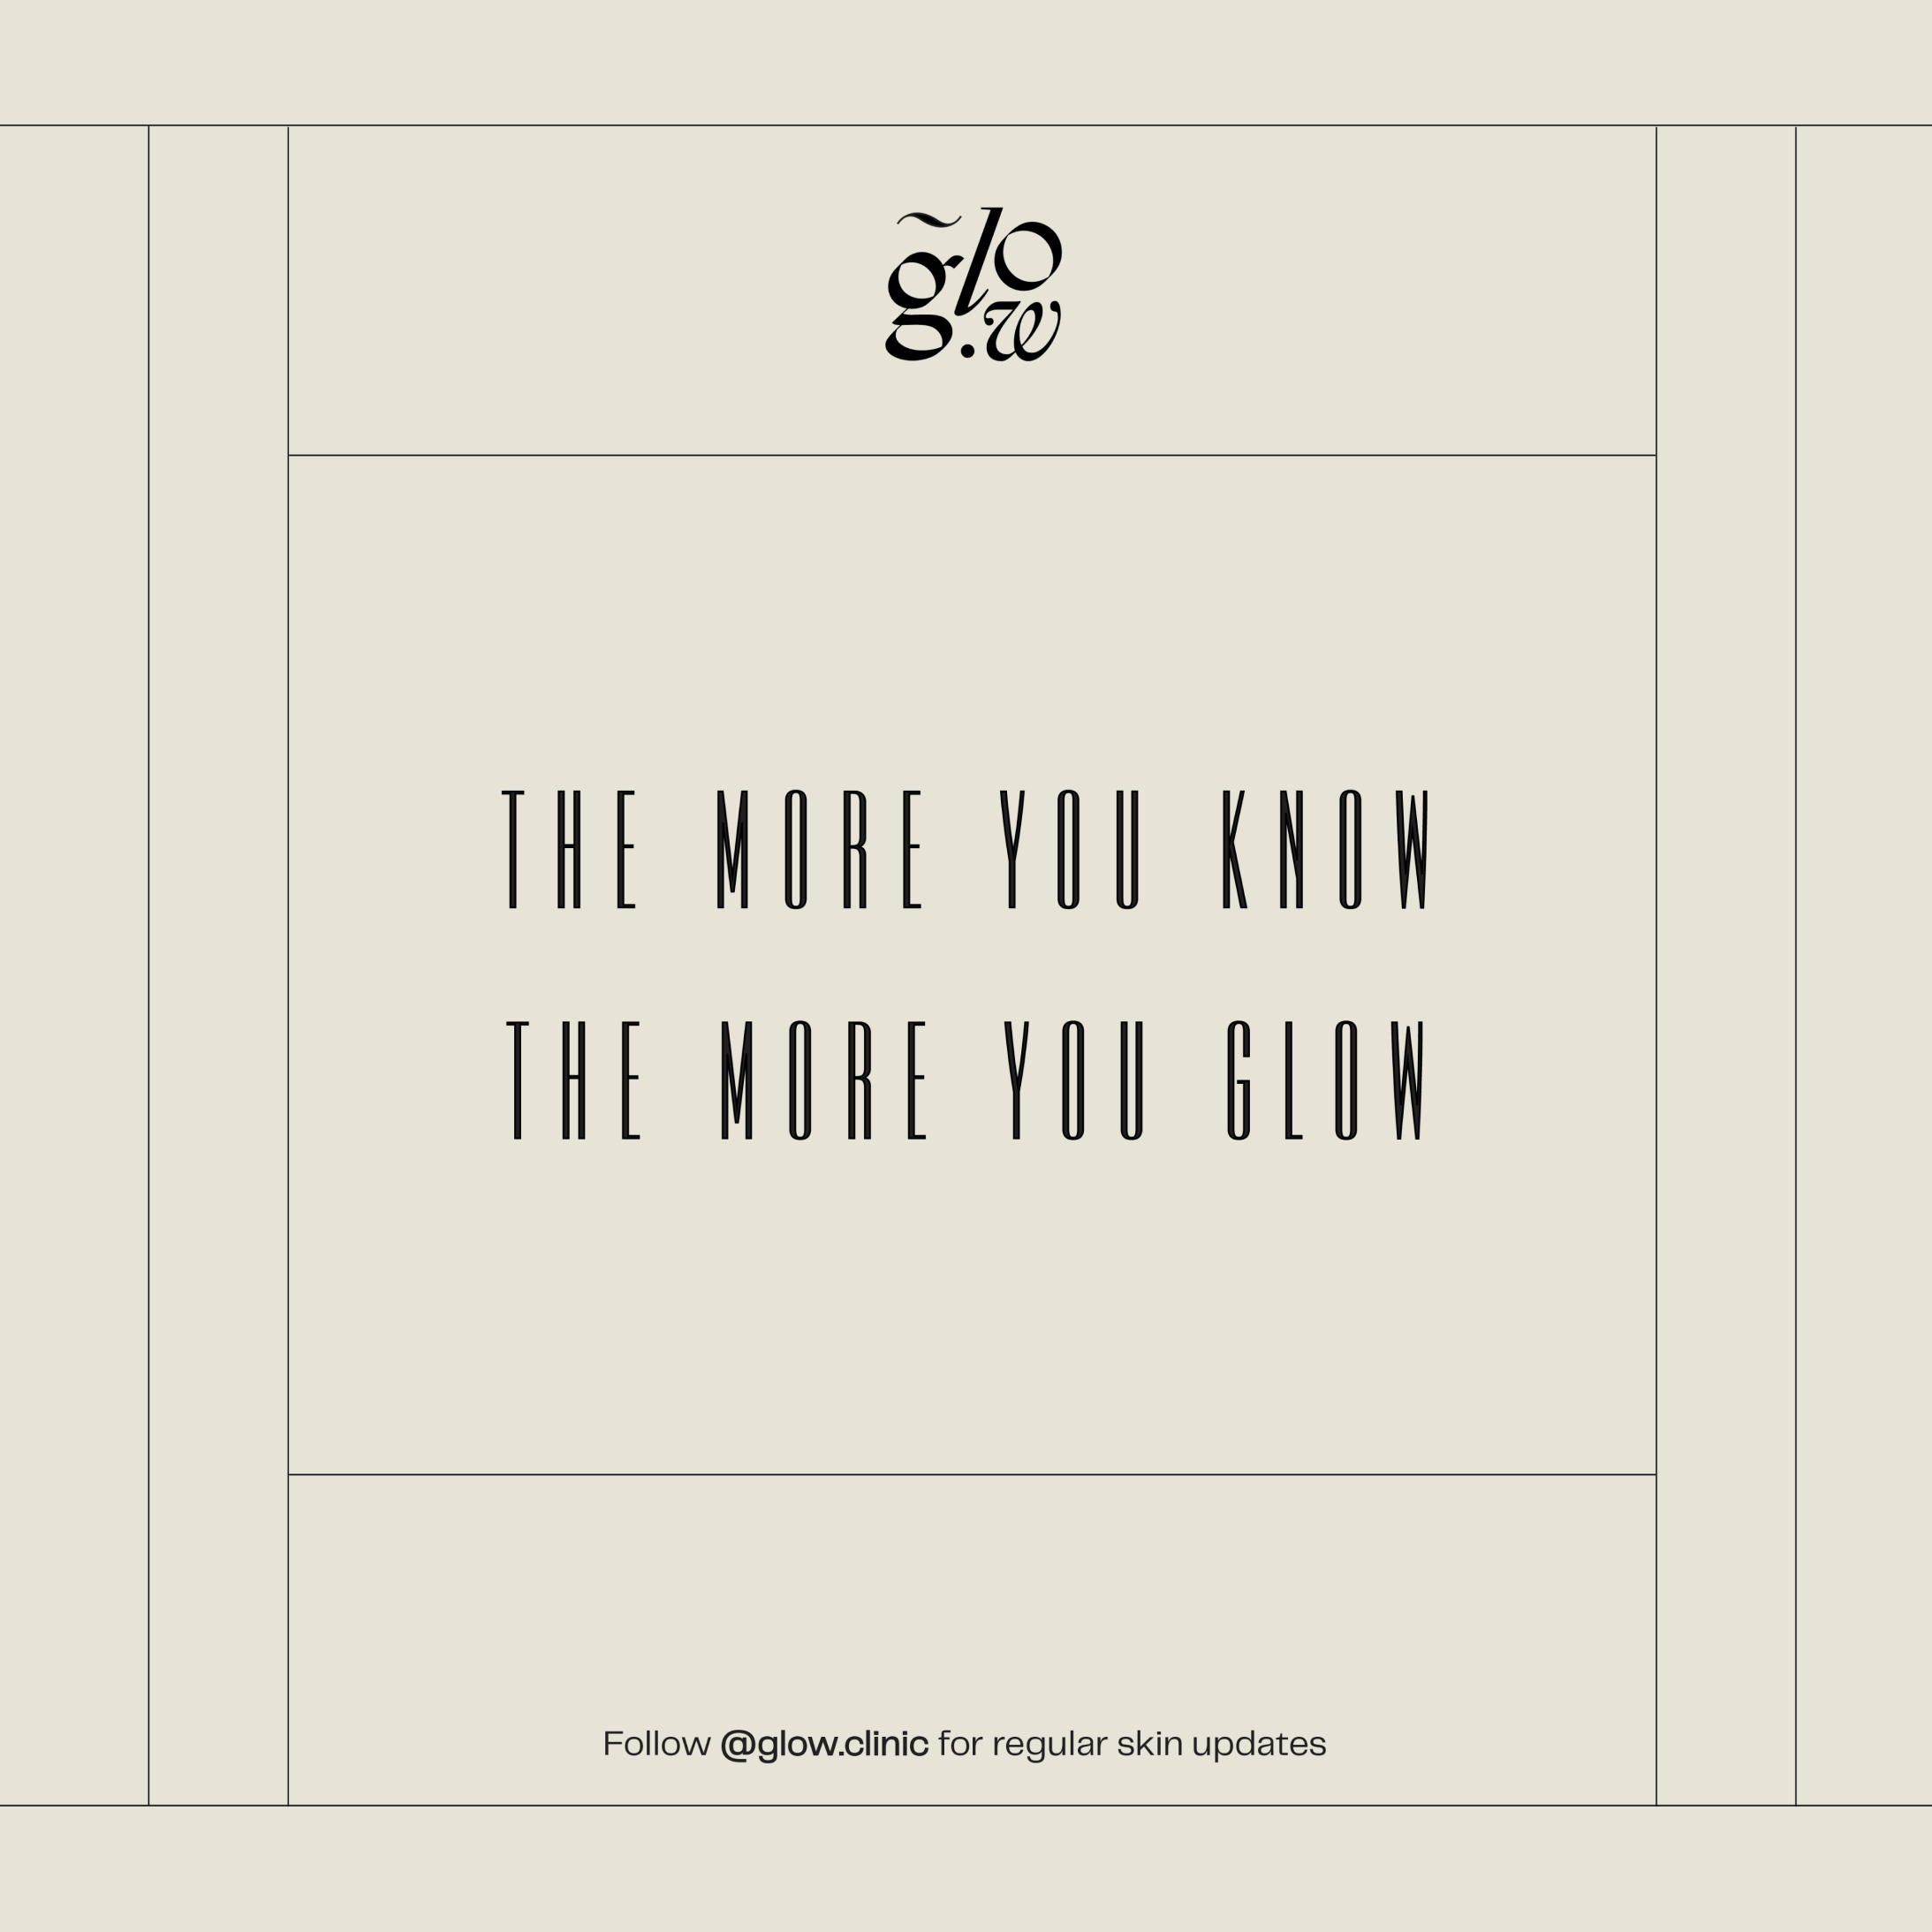 glo
.w
THE MORE YOU KNOW
THE MORE YOU GLOW
Follow @glow.clinic for regular skin updates